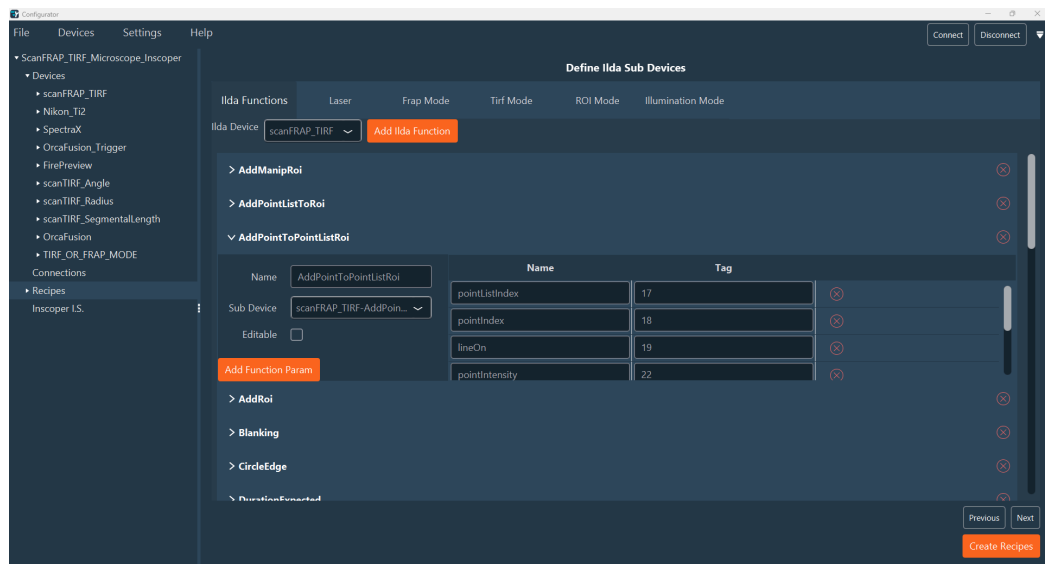 Configurator
File Devices Settings Help
Connect Disconnect
ScanFRAP_TIRF_Microscope_Inscoper
Devices
scanFRAP_TIRF
Nikon_Ti2
SpectraX
OrcaFusion_Trigger
FirePreview
scanTIRF_Angle
scanTIRF_Radius
scanTIRF_SegmentalLength
OrcaFusion
TIRF_OR_FRAP_MODE
Connections
Recipes
Inscoper I.S.
Define Ilda Sub Devices
Ilda Functions Laser Frap Mode Tirf Mode ROI Mode Illumination Mode
Ilda Device scanFRAP_TIRF Add Ilda Function
AddManipRoi
AddPointListToRoi
AddPointToPointListRoi
Name AddPointToPointListRoi
Sub Device scanFRAP_TIRF-AddPoin...
Editable
Add Function Param
Name Tag
pointListIndex 17
pointIndex 18
lineOn 19
pointIntensity 22
AddRoi
Blanking
CircleEdge
DurationExpected
Previous Next
Create Recipes